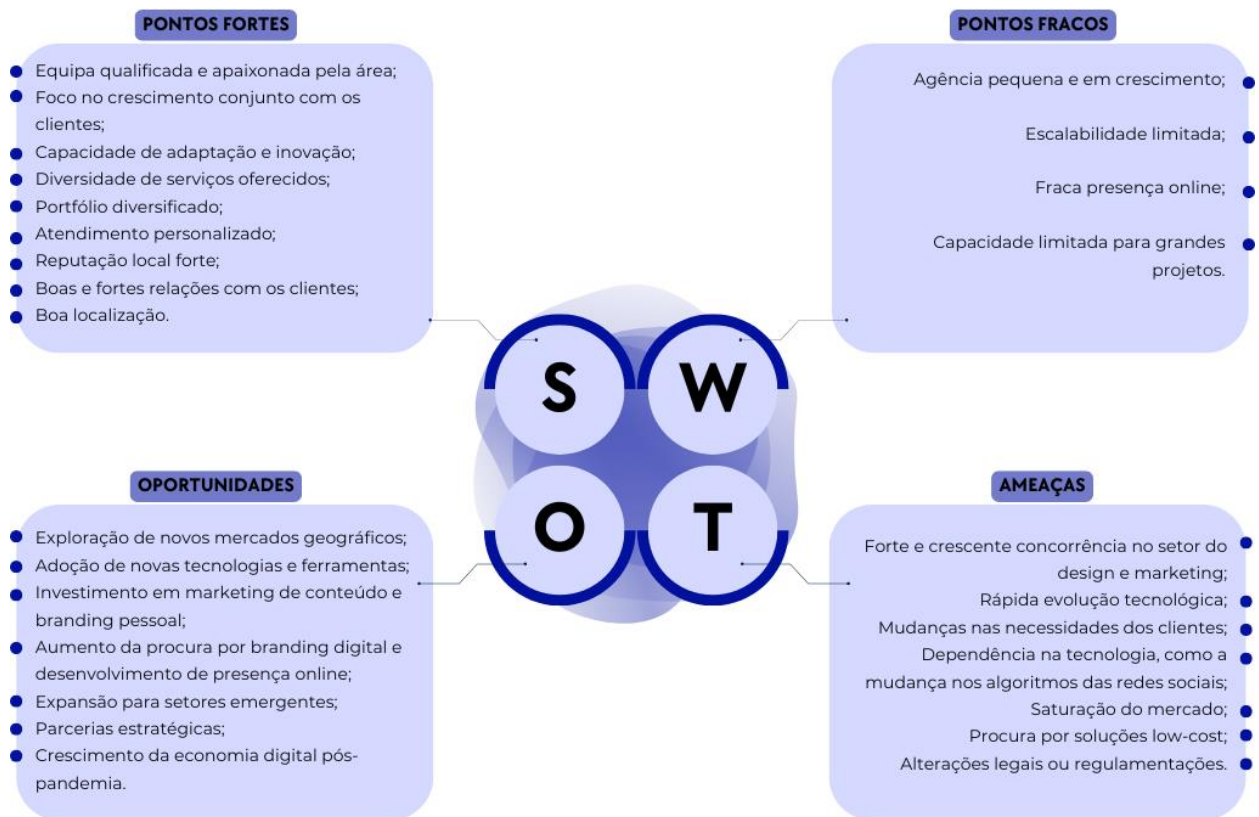 PONTOS FORTES
Equipa qualificada e apaixonada pela área;
Foco no crescimento conjunto com os
clientes;
Capacidade de adaptação e inovação;
Diversidade de serviços oferecidos;
Portfólio diversificado;
Atendimento personalizado;
Reputação local forte;
Boas e fortes relações com os clientes;
Boa localização.
PONTOS FRACOS
Agência pequena e em crescimento;
Escalabilidade limitada;
Fraca presença online;
Capacidade limitada para grandes
projetos.
S
W
O
T
OPORTUNIDADES
Exploração de novos mercados geográficos;
Adoção de novas tecnologias e ferramentas;
Investimento em marketing de conteúdo e
branding pessoal;
Aumento da procura por branding digital e
desenvolvimento de presença online;
Expansão para setores emergentes;
Parcerias estratégicas;
Crescimento da economia digital pós-
pandemia.
AMEAÇAS
Forte e crescente concorrência no setor do
design e marketing;
Rápida evolução tecnológica;
Mudanças nas necessidades dos clientes;
Dependência na tecnologia, como a
mudança nos algoritmos das redes sociais;
Saturação do mercado;
Procura por soluções low-cost;
Alterações legais ou regulamentações.